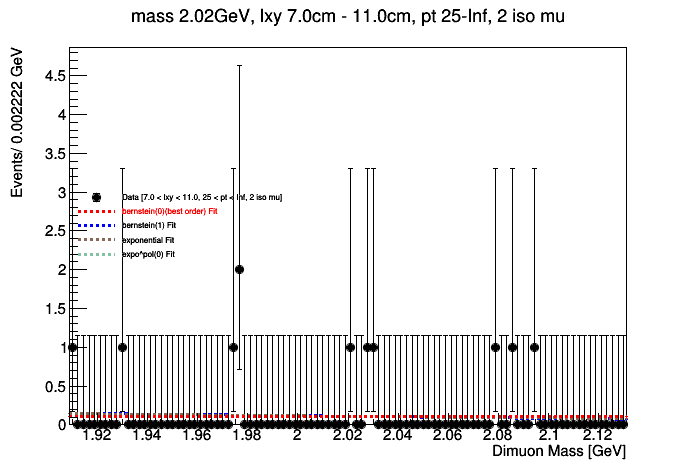 mass 2.02GeV, lxy 7.0cm - 11.0cm, pt 25-Inf, 2 iso mu
Events/ 0.002222 GeV
4.5
4
3.5
3
2.5
2
1.5
1
0.5
0
Data [7.0 < lxy < 11.0, 25 < pt < Inf, 2 iso mu]
bernstein(0)(best order) Fit
bernstein(1) Fit
exponential Fit
expo*pol(0) Fit
1.92 1.94 1.96 1.98 2 2.02 2.04 2.06 2.08 2.1 2.12
Dimuon Mass [GeV]